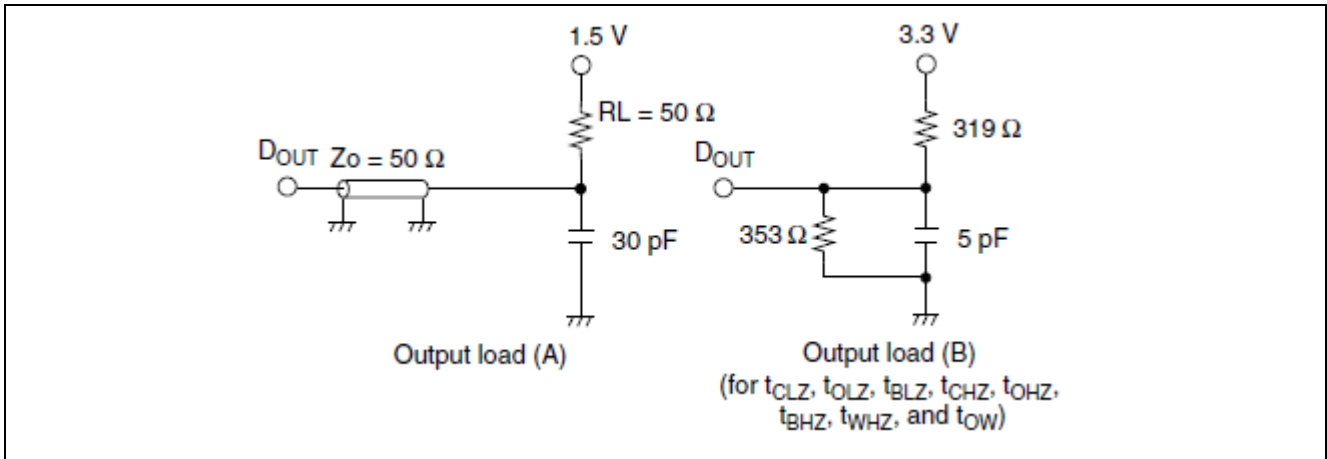 1.5 V
RL = 50 Ω
DOUT Zo = 50 Ω
30 pF
Output load (A)
3.3 V
319 Ω
DOUT
353 Ω
5 pF
Output load (B)
(for tCLZ, tOLZ, tBLZ, tCHZ, tOHZ,
tBHZ, tWHZ, and tOW)